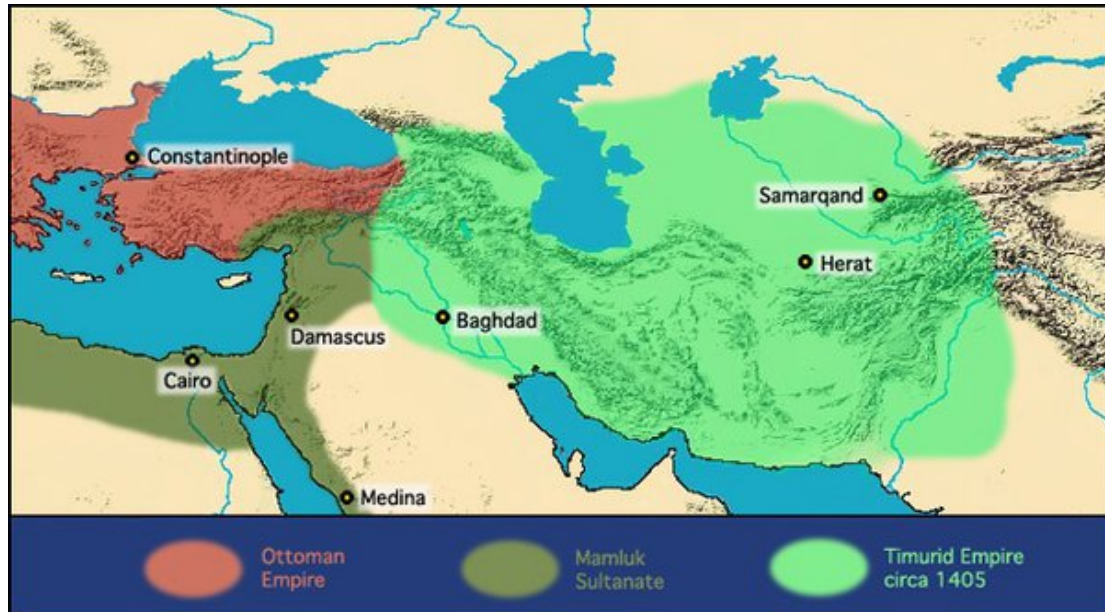 Constantinople
Samarqand
Herat
Baghdad
Damascus
Cairo
Medina
Ottoman
Empire
Mamluk
Sultanate
Timurid Empire
circa 1405